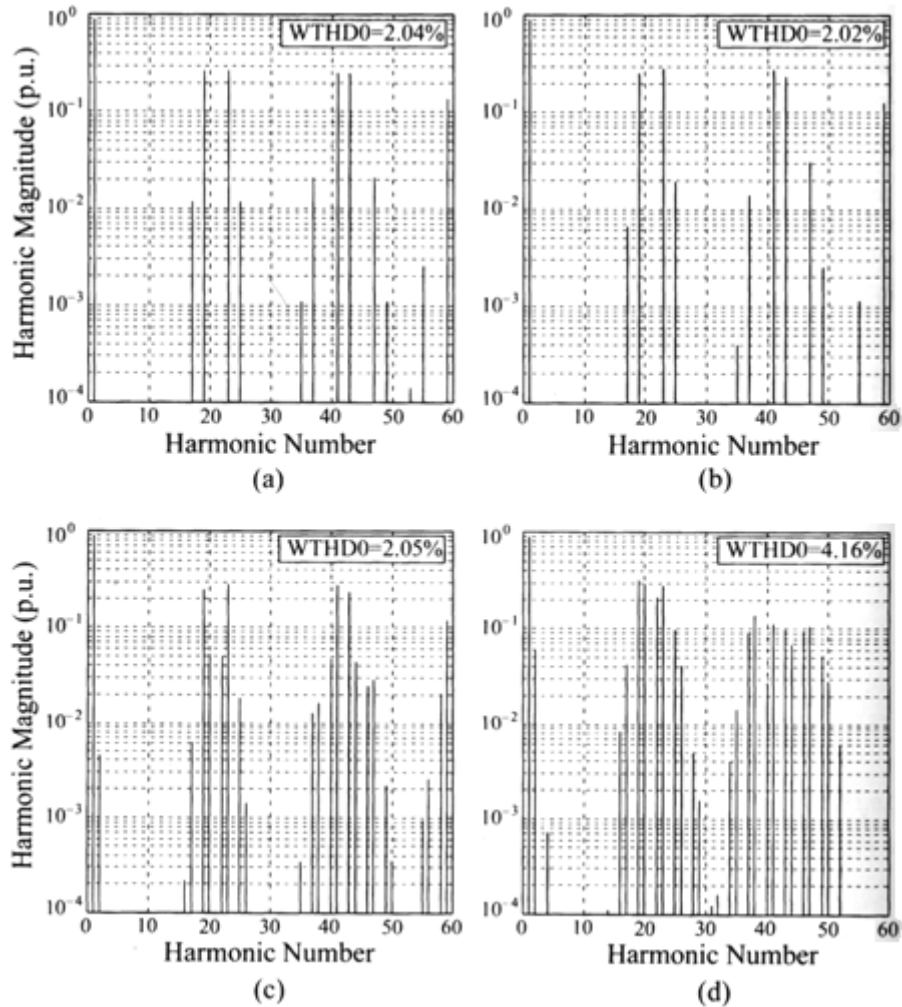 10⁰
WTHD0=2.04%
10⁻¹
10⁻²
10⁻³
10⁻⁴
Harmonic Magnitude (p.u.)
0 10 20 30 40 50 60
Harmonic Number
(a)
10⁰
WTHD0=2.02%
10⁻¹
10⁻²
10⁻³
10⁻⁴
0 10 20 30 40 50 60
Harmonic Number
(b)
10⁰
WTHD0=2.05%
10⁻¹
10⁻²
10⁻³
10⁻⁴
Harmonic Magnitude (p.u.)
0 10 20 30 40 50 60
Harmonic Number
(c)
10⁰
WTHD0=4.16%
10⁻¹
10⁻²
10⁻³
10⁻⁴
0 10 20 30 40 50 60
Harmonic Number
(d)